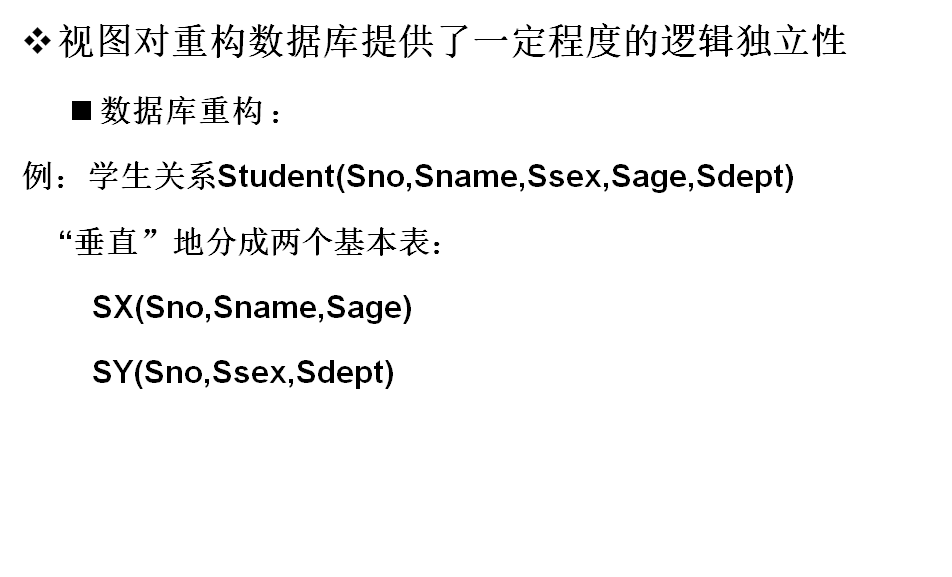 ❖视图对重构数据库提供了一定程度的逻辑独立性
■ 数据库重构：
例：学生关系Student(Sno,Sname,Ssex,Sage,Sdept)
“垂直”地分成两个基本表：
SX(Sno,Sname,Sage)
SY(Sno,Ssex,Sdept)